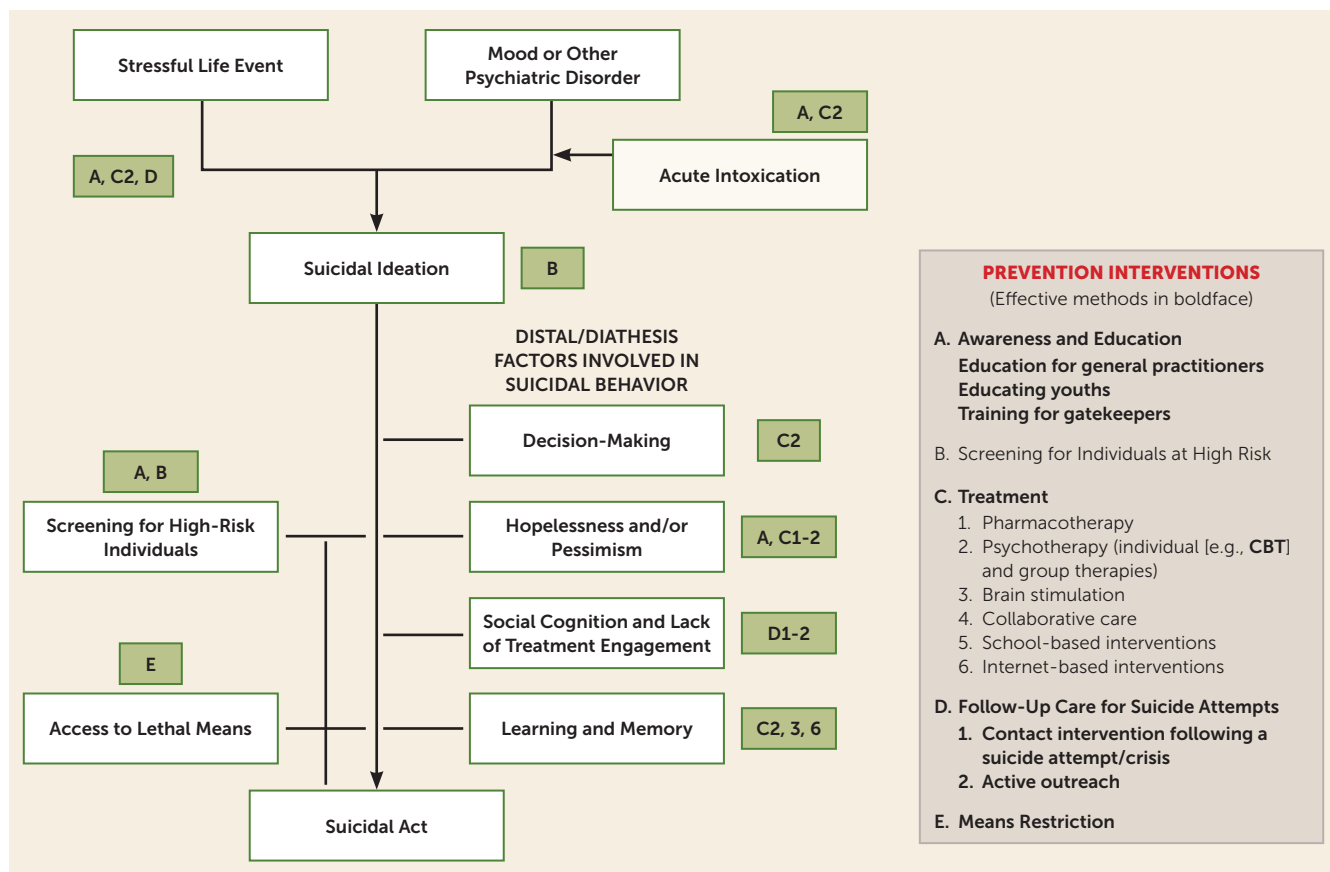 Stressful Life Event
Mood or Other
Psychiatric Disorder
A, C2
Acute Intoxication
A, C2, D
Suicidal Ideation
B
DISTAL/DIATHESIS
FACTORS INVOLVED IN
SUICIDAL BEHAVIOR
Decision-Making
C2
A, B
Screening for High-Risk
Individuals
Hopelessness and/or
Pessimism
A, C1-2
Social Cognition and Lack
of Treatment Engagement
D1-2
E
Access to Lethal Means
Learning and Memory
C2, 3, 6
Suicidal Act
PREVENTION INTERVENTIONS
(Effective methods in boldface)
A. Awareness and Education
Education for general practitioners
Educating youths
Training for gatekeepers
B. Screening for Individuals at High Risk
C. Treatment
1. Pharmacotherapy
2. Psychotherapy (individual [e.g., CBT]
and group therapies)
3. Brain stimulation
4. Collaborative care
5. School-based interventions
6. Internet-based interventions
D. Follow-Up Care for Suicide Attempts
1. Contact intervention following a
suicide attempt/crisis
2. Active outreach
E. Means Restriction